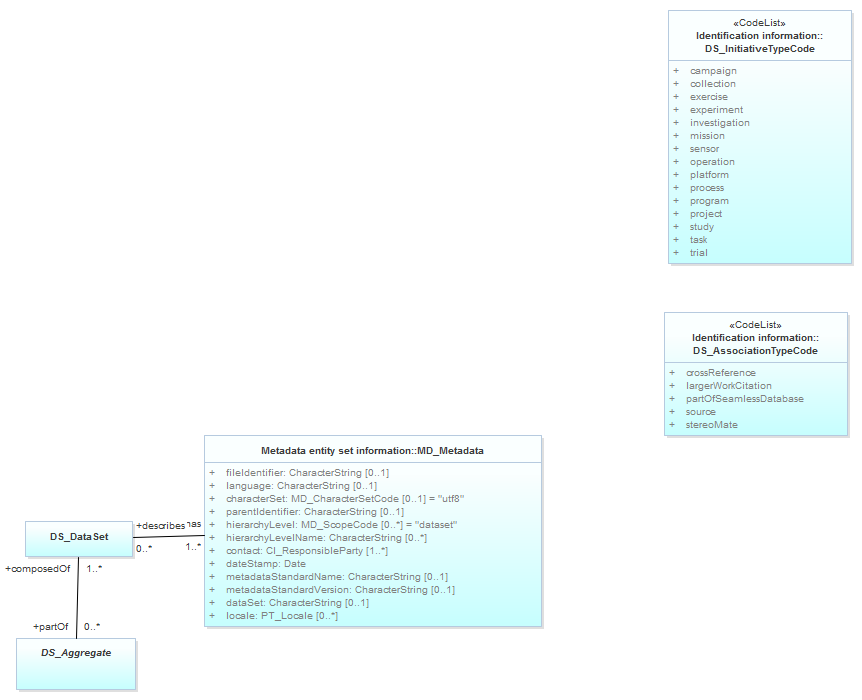 «CodeList»
Identification information::
DS_InitiativeTypeCode
+ campaign
+ collection
+ exercise
+ experiment
+ investigation
+ mission
+ sensor
+ operation
+ platform
+ process
+ program
+ project
+ study
+ task
+ trial
«CodeList»
Identification information::
DS_AssociationTypeCode
+ crossReference
+ largerWorkCitation
+ partOfSeamlessDatabase
+ source
+ stereoMate
Metadata entity set information::MD_Metadata
+ fileIdentifier: CharacterString [0..1]
+ language: CharacterString [0..1]
+ characterSet: MD_CharacterSetCode [0..1] = "utf8"
+ parentIdentifier: CharacterString [0..1]
+ hierarchyLevel: MD_ScopeCode [0..*] = "dataset"
+ hierarchyLevelName: CharacterString [0..*]
+ contact: CI_ResponsibleParty [1..*]
+ dateStamp: Date
+ metadataStandardName: CharacterString [0..1]
+ metadataStandardVersion: CharacterString [0..1]
+ dataSet: CharacterString [0..1]
+ locale: PT_Locale [0..*]
DS_DataSet
+describes
has
0..*
1..*
+composedOf
1..*
+partOf
0..*
DS_Aggregate